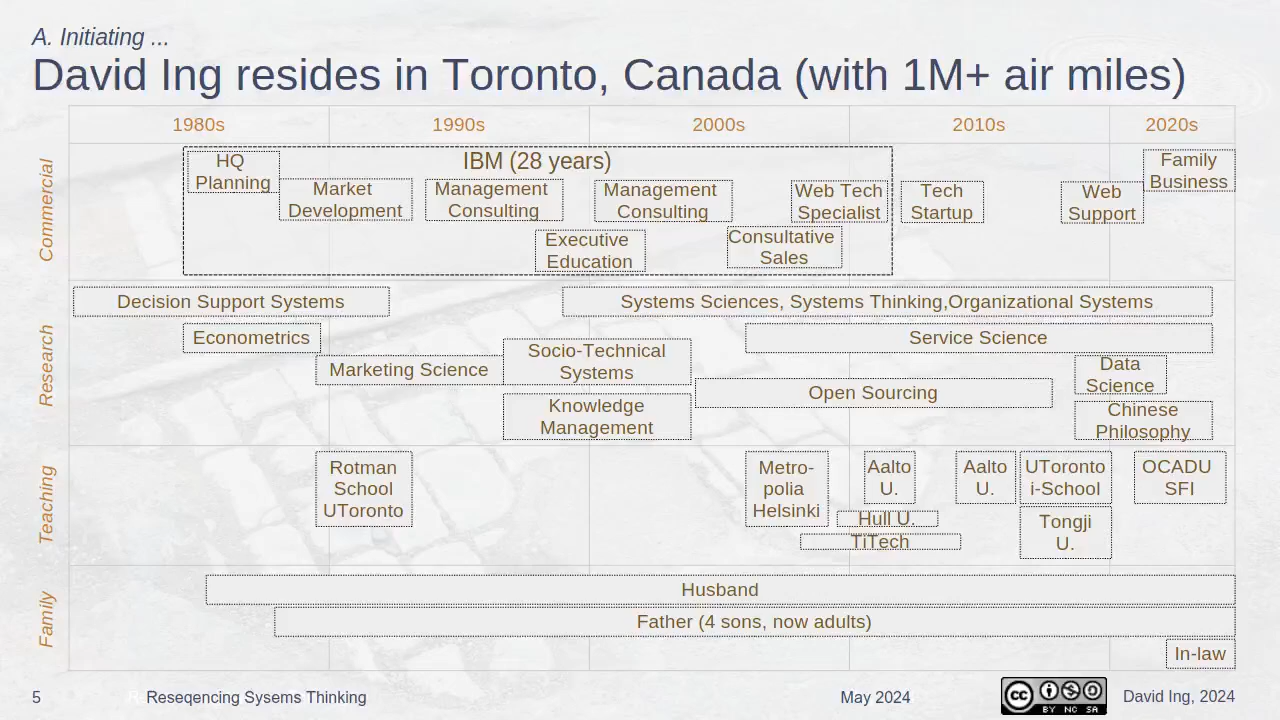 A. Initiating ...
David Ing resides in Toronto, Canada (with 1M+ air miles)
1980s
1990s
2000s
2010s
2020s
Commercial
IBM (28 years)
HQ
Planning
Market
Development
Management
Consulting
Executive
Education
Management
Consulting
Consultative
Sales
Web Tech
Specialist
Tech
Startup
Web
Support
Family
Business
Research
Decision Support Systems
Systems Sciences, Systems Thinking,Organizational Systems
Econometrics
Service Science
Marketing Science
Socio-Technical
Systems
Data
Science
Open Sourcing
Knowledge
Management
Chinese
Philosophy
Teaching
Rotman
School
UToronto
Metro-
polia
Helsinki
Aalto
U.
Aalto
U.
UToronto
i-School
OCADU
SFI
Hull U.
TiTech
Tongji
U.
Family
Husband
Father (4 sons, now adults)
In-law
5
Reseqencing Sysems Thinking
May 2024
cc
BY NC SA
David Ing, 2024